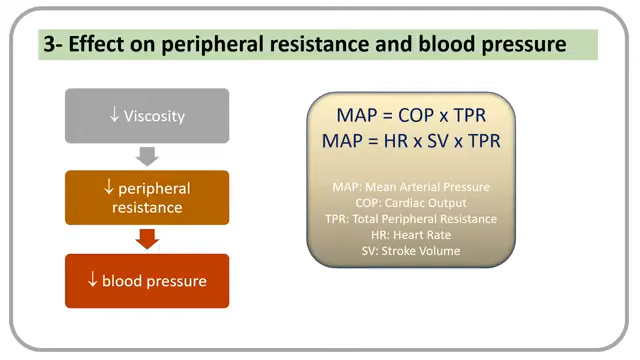 3- Effect on peripheral resistance and blood pressure
↓ Viscosity
↓ peripheral
resistance
↓ blood pressure
MAP = COP x TPR
MAP = HR x SV x TPR
MAP: Mean Arterial Pressure
COP: Cardiac Output
TPR: Total Peripheral Resistance
HR: Heart Rate
SV: Stroke Volume